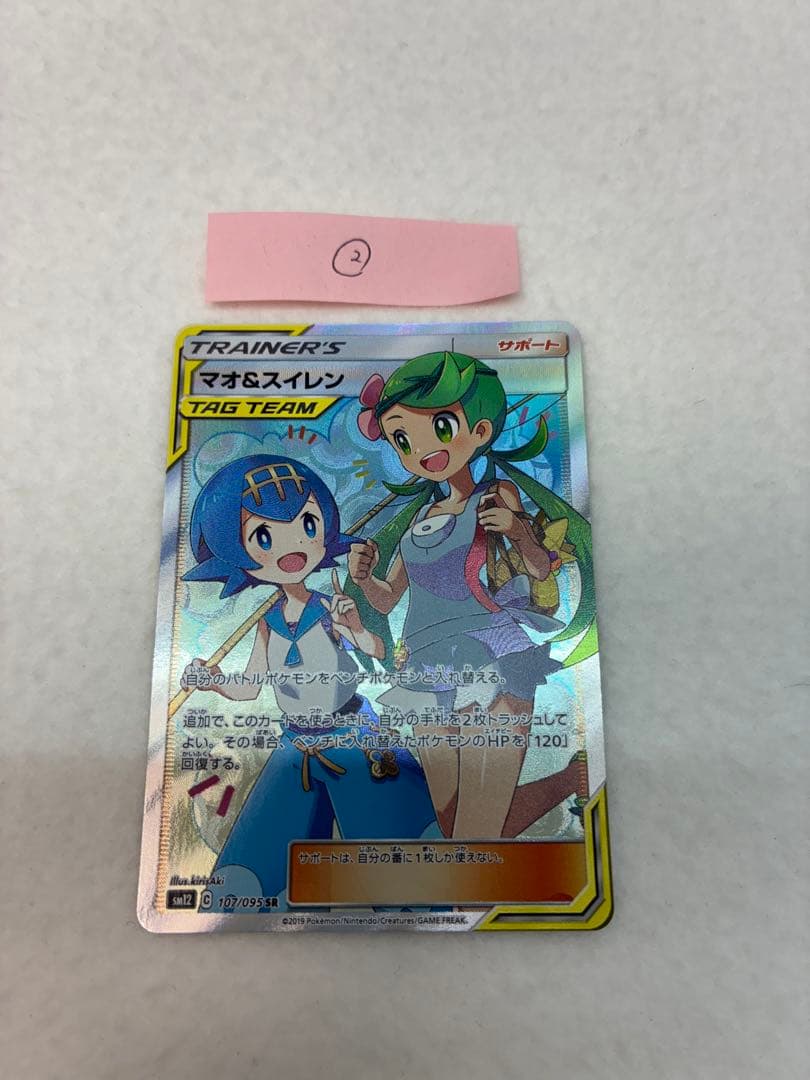 ②
TRAINER'S
サポート
マオ&スイレン
TAG TEAM
自分のバトルポケモンをベンチポケモンと入れ替える。
追加で、このカードを使うときに、自分の手札を2枚トラッシュして
よい。その場合、ベンチに入れ替えたポケモンのHPを「120」
回復する。
サポートは、自分の番に1枚しか使えない。
illus.kirisAki
SM12 C 107/095 SR
©2019 Pokémon/Nintendo/Creatures/GAME FREAK.